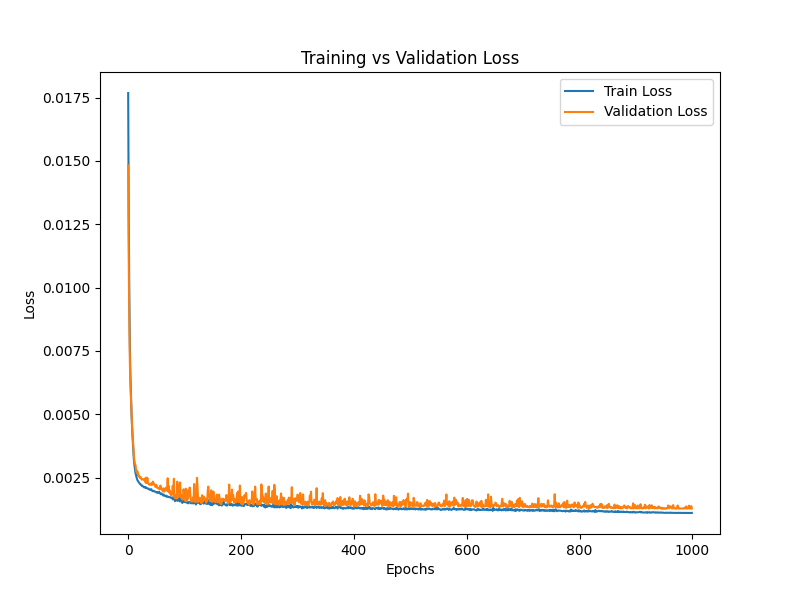 Training vs Validation Loss
Train Loss
Validation Loss
0.0175
0.0150
0.0125
0.0100
0.0075
0.0050
0.0025
Loss
0 200 400 600 800 1000
Epochs